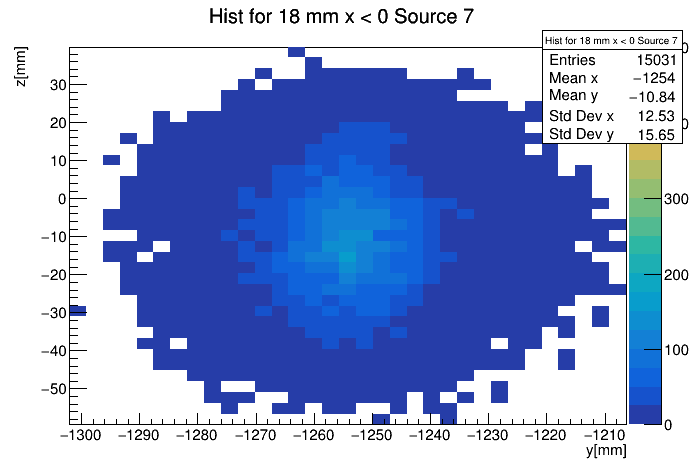 Hist for 18 mm x < 0 Source 7
z[mm]
Hist for 18 mm x < 0 Source 7
Entries 15031
Mean x −1254
Mean y −10.84
Std Dev x 12.53
Std Dev y 15.65
30
20
10
0
−10
−20
−30
−40
−50
300
200
100
0
−1300 −1290 −1280 −1270 −1260 −1250 −1240 −1230 −1220 −1210
y[mm]